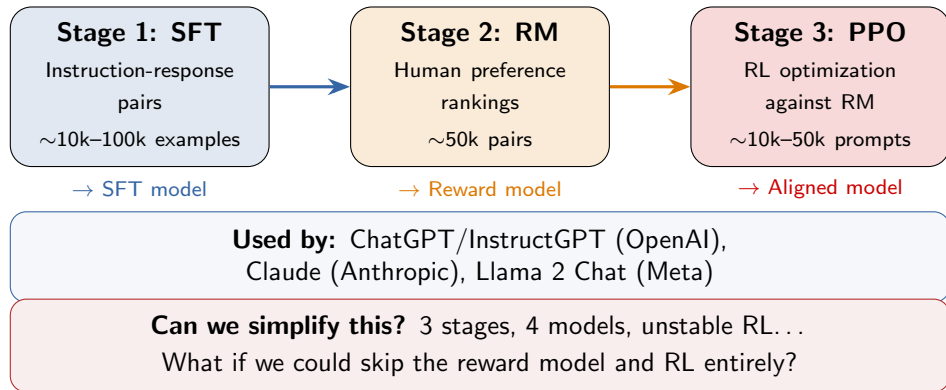 Stage 1: SFT
Instruction-response
pairs
∼10k–100k examples
→ SFT model
Stage 2: RM
Human preference
rankings
∼50k pairs
→ Reward model
Stage 3: PPO
RL optimization
against RM
∼10k–50k prompts
→ Aligned model
Used by: ChatGPT/InstructGPT (OpenAI),
Claude (Anthropic), Llama 2 Chat (Meta)
Can we simplify this? 3 stages, 4 models, unstable RL...
What if we could skip the reward model and RL entirely?